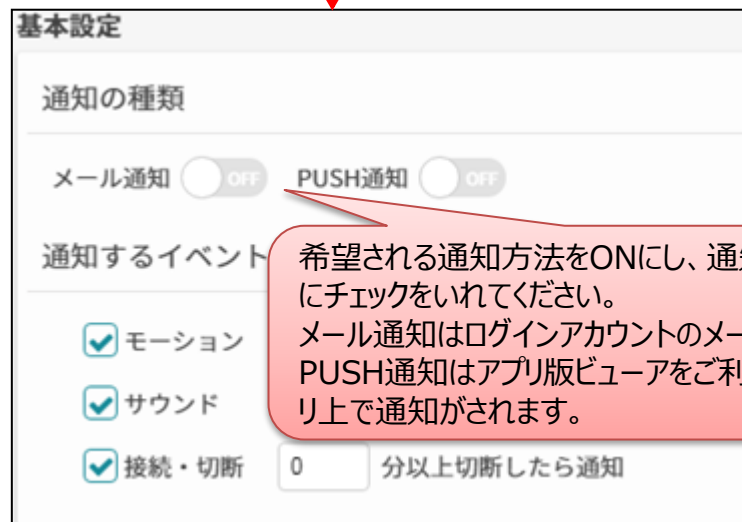 基本設定
通知の種類
メール通知 OFF PUSH通知 OFF
通知するイベント
希望される通知方法をONにし、通
にチェックをいれてください。
メール通知はログインアカウントのメー
PUSH通知はアプリ版ビューアをご利
リ上で通知がされます。
モーション
サウンド
接続・切断 0 分以上切断したら通知